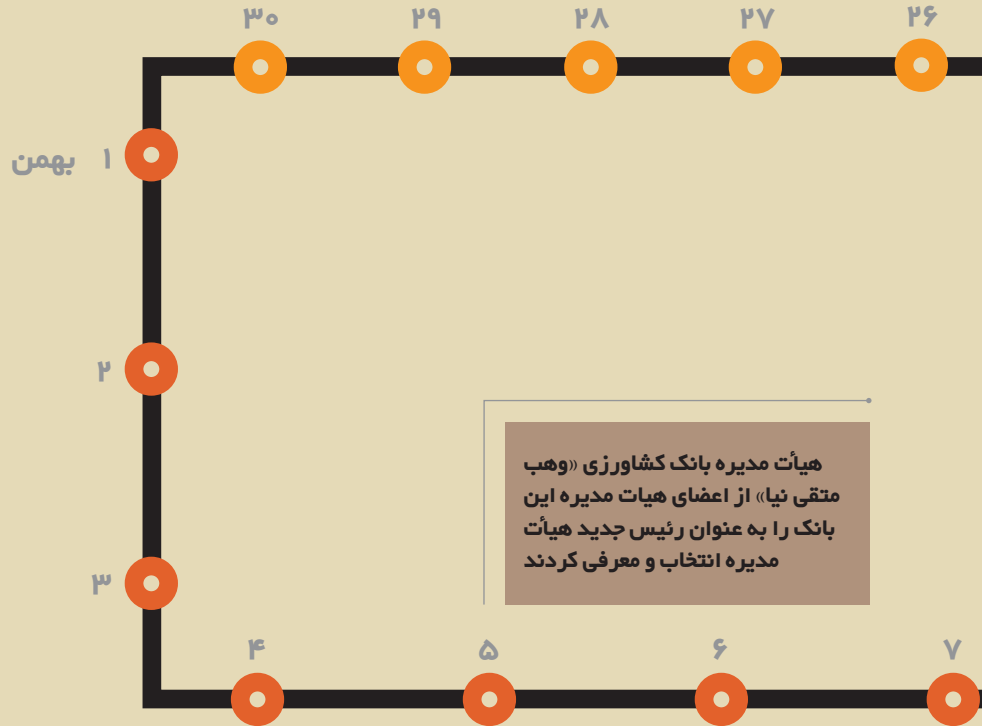 ۲۶
۲۷
۲۸
۲۹
۳۰
۱ بهمن
۲
۳
۴
۵
۶
۷
هیأت مدیره بانک کشاورزی «وهب
متقی نیا» از اعضای هیات مدیره این
بانک را به عنوان رئیس جدید هیأت
مدیره انتخاب و معرفی کردند